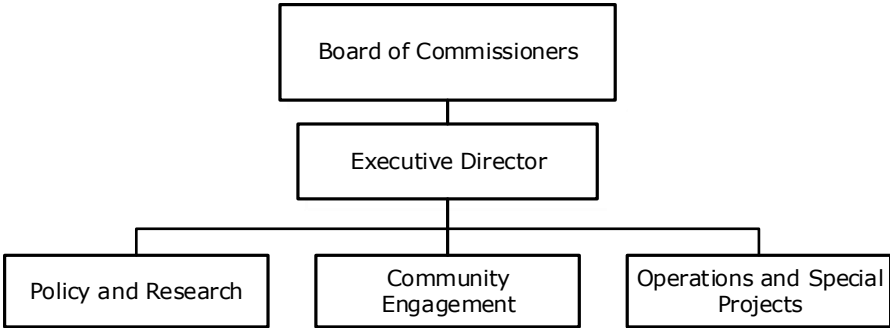 Board of Commissioners
Executive Director
Policy and Research
Community
Engagement
Operations and Special
Projects